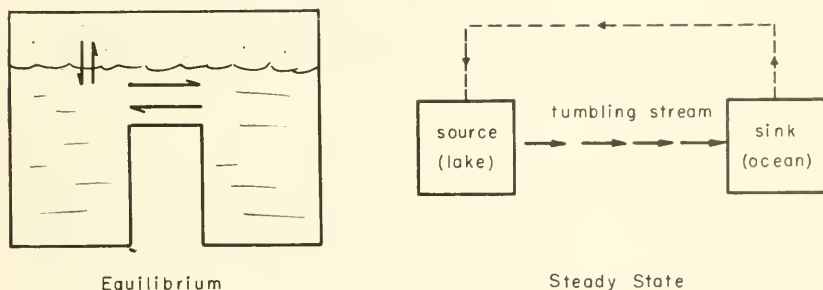 source
(lake)
tumbling stream
sink
(ocean)
Equilibrium
Steady State